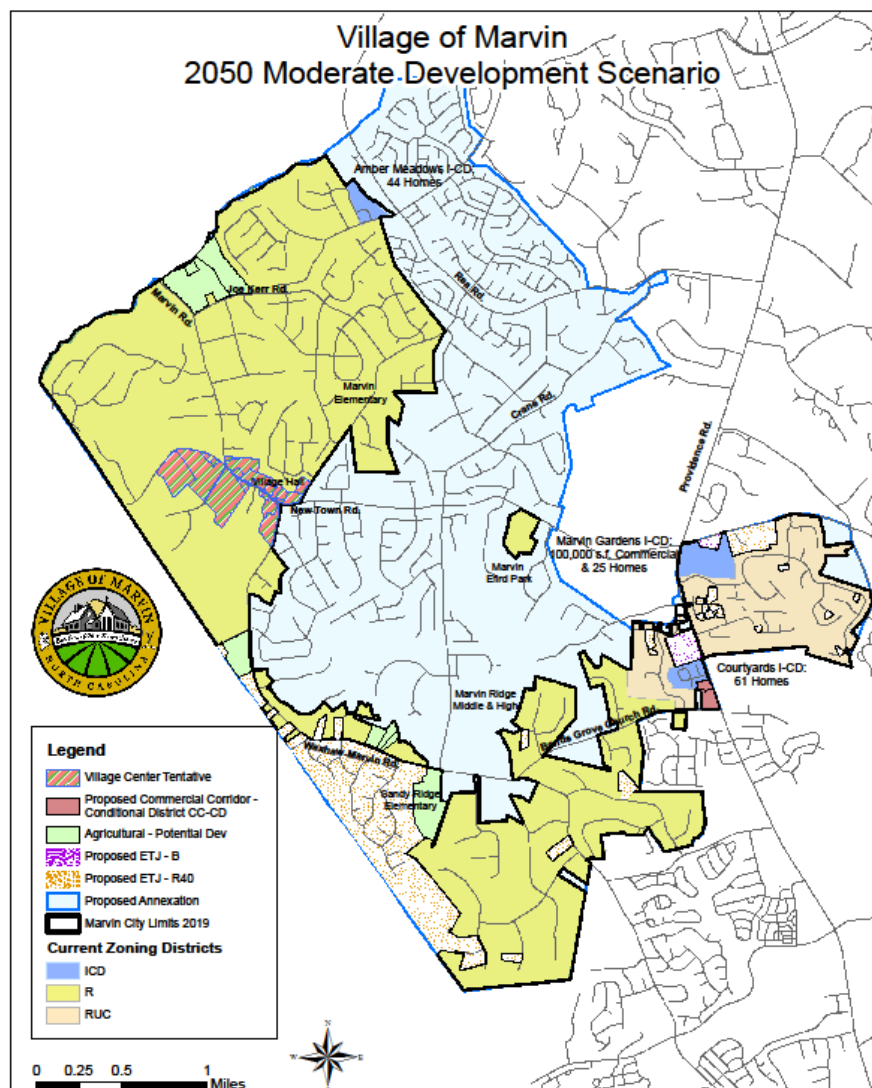 Village of Marvin
2050 Moderate Development Scenario
Amber Meadows I-CD:
44 Homes
Rea Rd.
Joe Kerr Rd.
Marvin Rd.
Marvin
Elementary
Crane Rd.
Providence Rd.
Village Hall
New Town Rd.
Marvin Gardens I-CD:
100,000 s.f. Commercial
& 25 Homes
Marvin
Efird Park
VILLAGE OF MARVIN
NORTH CAROLINA
Courtyards I-CD:
61 Homes
Marvin Ridge
Middle & High
Bonds Grove Church Rd.
Waxhaw-Marvin Rd.
Sandy Ridge
Elementary
Legend
Village Center Tentative
Proposed Commercial Corridor -
Conditional District CC-CD
Agricultural - Potential Dev
Proposed ETJ - B
Proposed ETJ - R40
Proposed Annexation
Marvin City Limits 2019
Current Zoning Districts
ICD
R
RUC
N
W
E
S
0 0.25 0.5 1
Miles